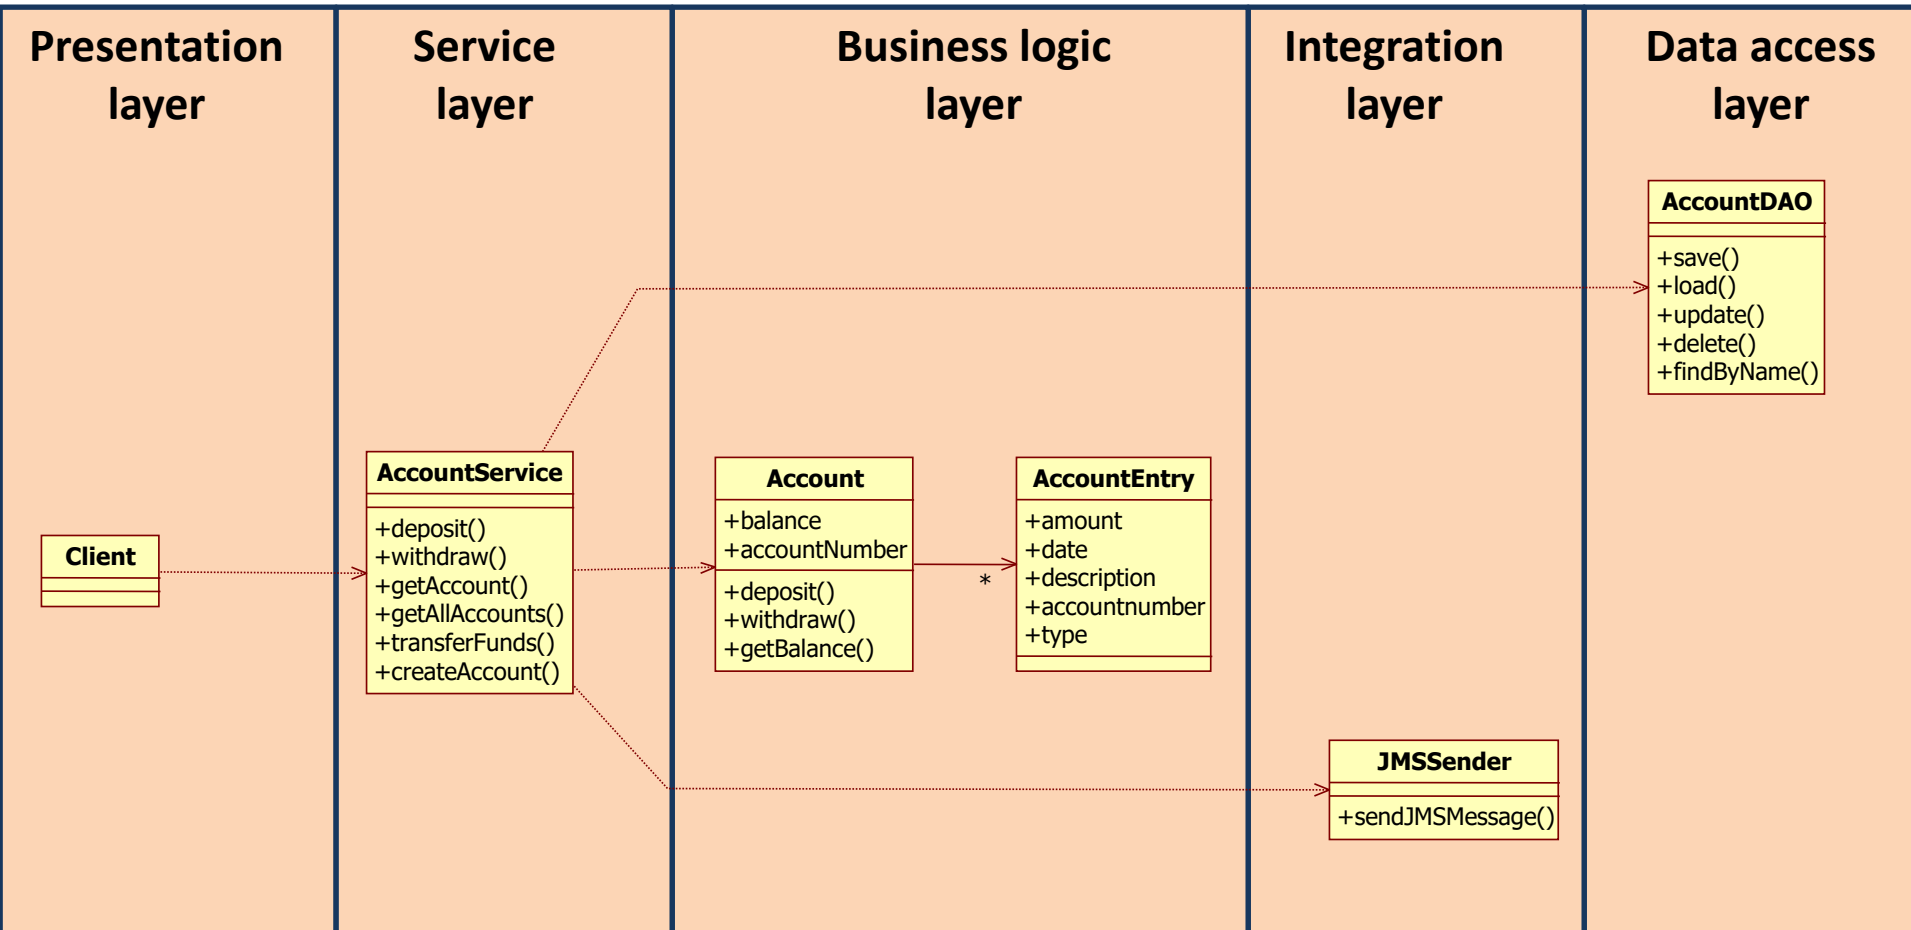 Presentation
layer
Service
layer
Business logic
layer
Integration
layer
Data access
layer
AccountDAO
+save()
+load()
+update()
+delete()
+findByName()
AccountService
+deposit()
+withdraw()
+getAccount()
+getAllAccounts()
+transferFunds()
+createAccount()
Account
+balance
+accountNumber
+deposit()
+withdraw()
+getBalance()
*
AccountEntry
+amount
+date
+description
+accountnumber
+type
Client
JMSSender
+sendJMSMessage()